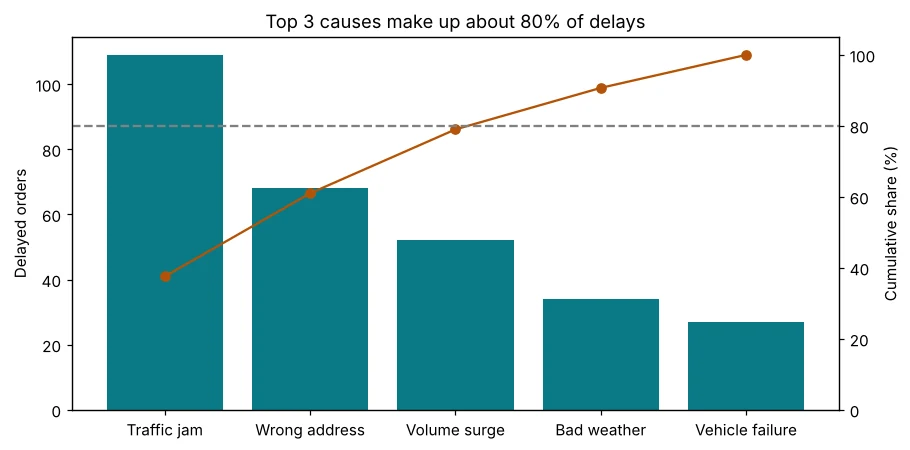 Top 3 causes make up about 80% of delays
Delayed orders
100
80
60
40
20
0
Cumulative share (%)
100
80
60
40
20
0
Traffic jam
Wrong address
Volume surge
Bad weather
Vehicle failure